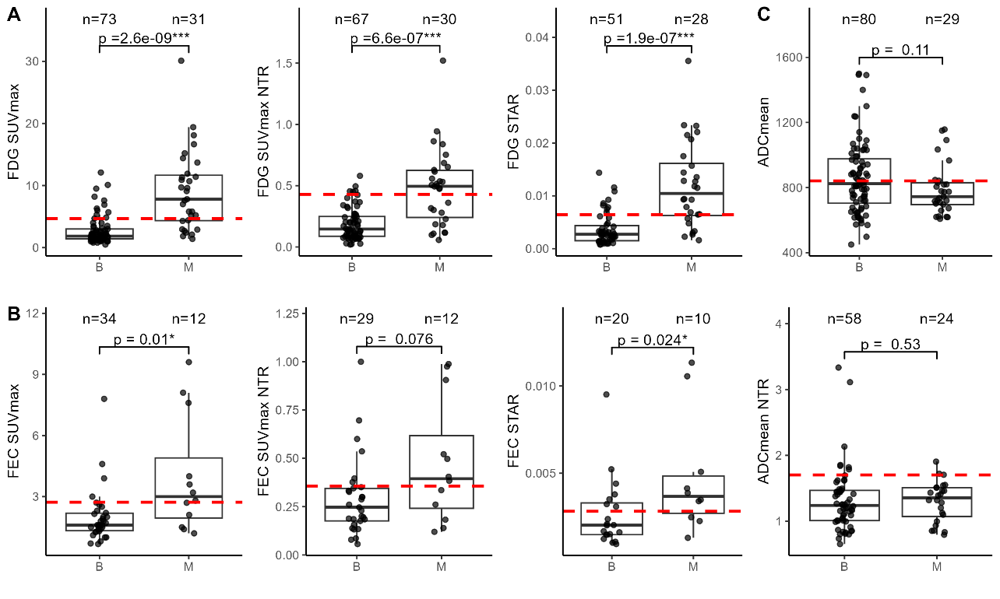 A
n=73 n=31
p =2.6e-09***
FDG SUVmax
30
20
10
0
B M
n=67 n=30
p =6.6e-07***
FDG SUVmax NTR
1.5
1.0
0.5
0.0
B M
n=51 n=28
p =1.9e-07***
FDG STAR
0.04
0.03
0.02
0.01
0.00
B M
C
n=80 n=29
p = 0.11
ADCmean
1600
1200
800
400
B M
B
n=34 n=12
p = 0.01*
FEC SUVmax
12
9
6
3
B M
n=29 n=12
p = 0.076
FEC SUVmax NTR
1.25
1.00
0.75
0.50
0.25
0.00
B M
n=20 n=10
p = 0.024*
FEC STAR
0.010
0.005
B M
n=58 n=24
p = 0.53
ADCmean NTR
4
3
2
1
B M